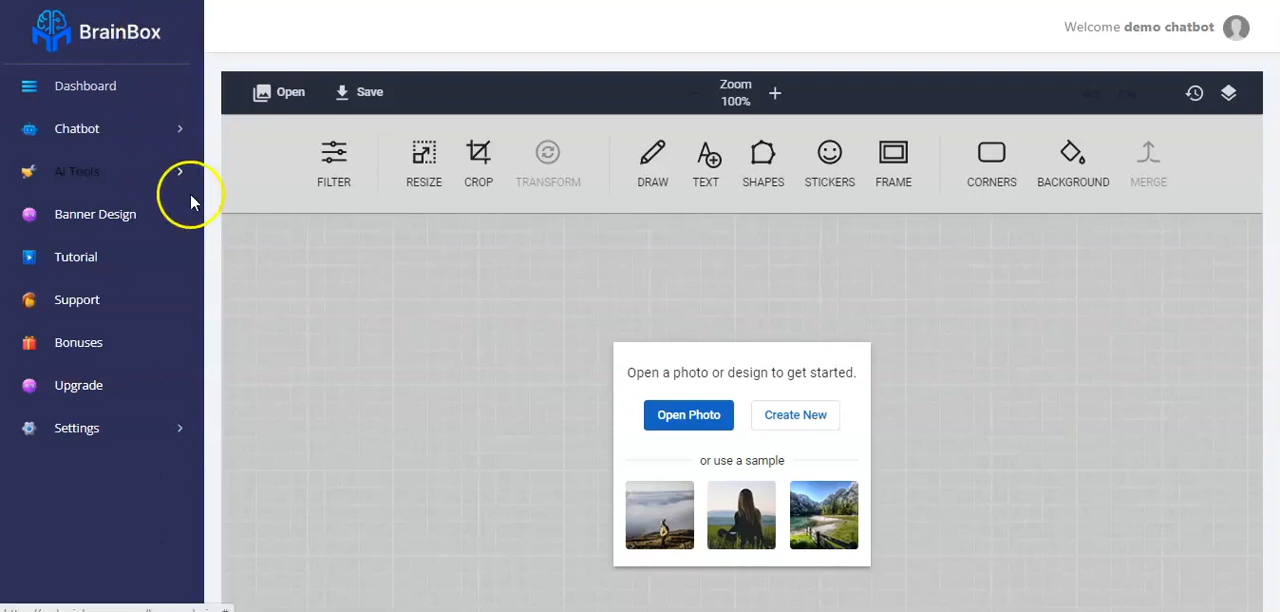 BrainBox
Welcome demo chatbot
Dashboard
Chatbot
Ai Tools
Banner Design
Tutorial
Support
Bonuses
Upgrade
Settings
Open
Save
Zoom
100%
FILTER
RESIZE
CROP
TRANSFORM
DRAW
TEXT
SHAPES
STICKERS
FRAME
CORNERS
BACKGROUND
MERGE
Open a photo or design to get started.
Open Photo
Create New
or use a sample